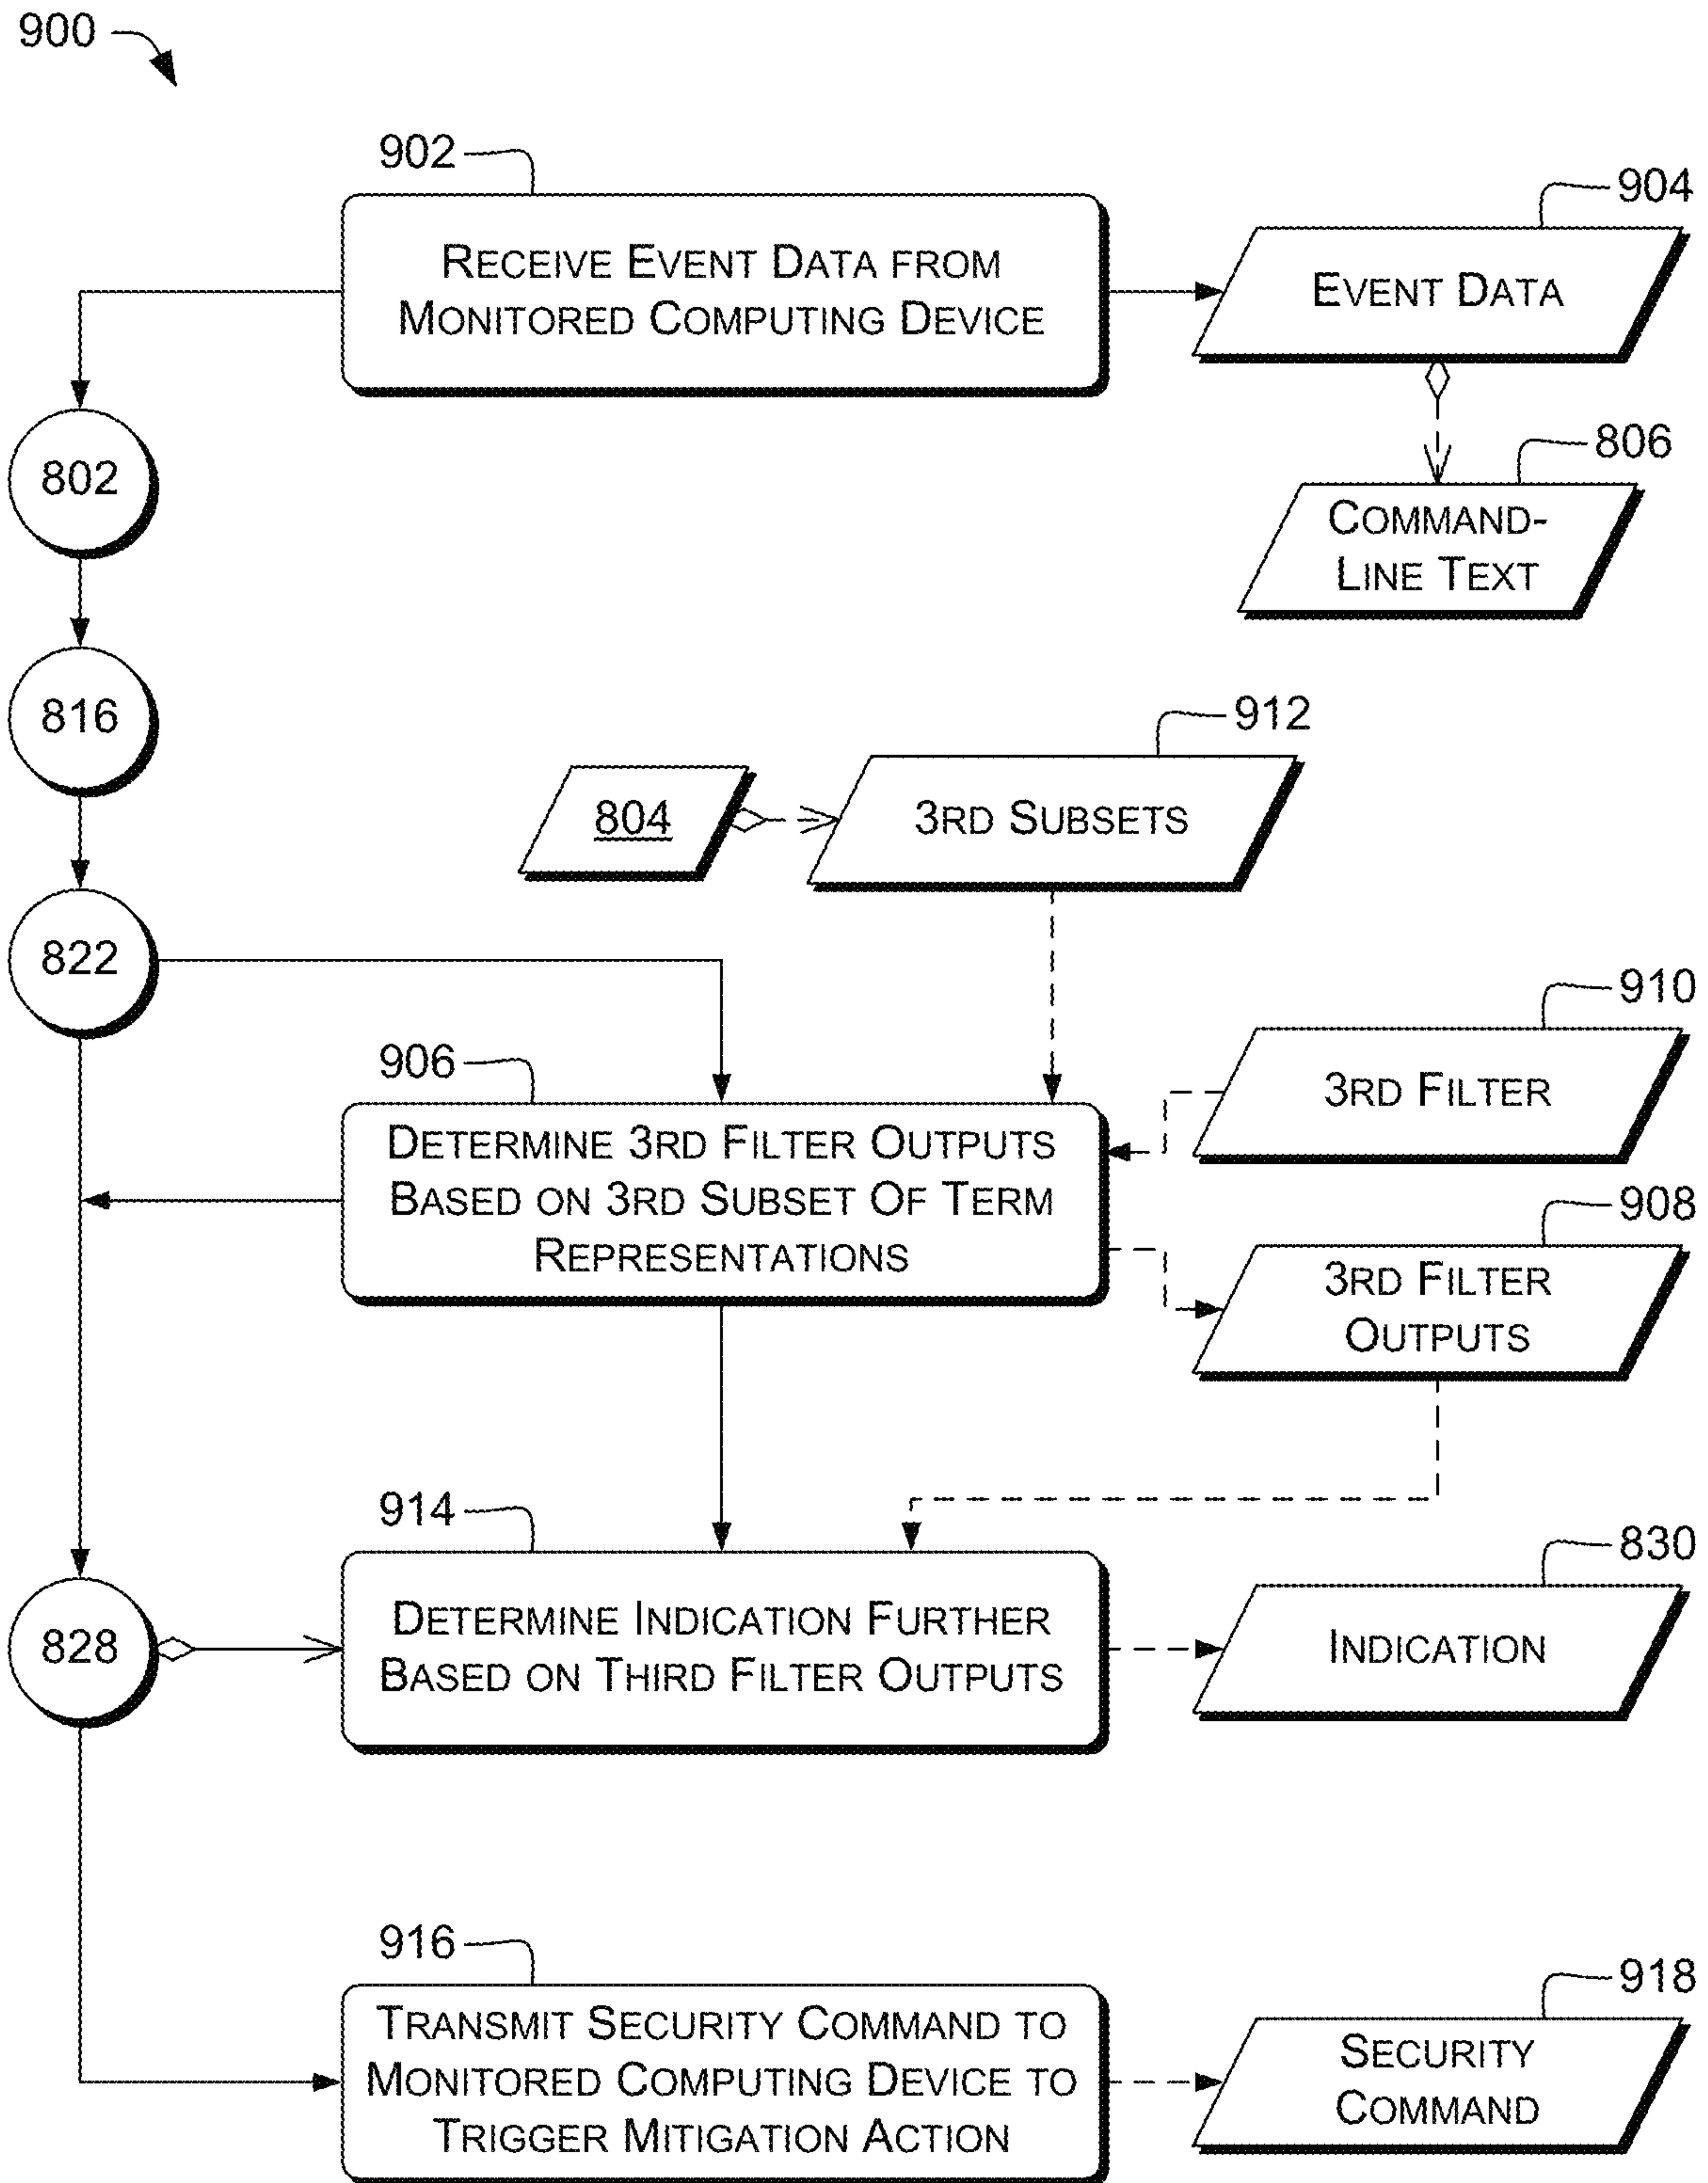 900
902
904
RECEIVE EVENT DATA FROM
MONITORED COMPUTING DEVICE
EVENT DATA
806
802
COMMAND-
LINE TEXT
816
912
804
3RD SUBSETS
822
910
906
3RD FILTER
DETERMINE 3RD FILTER OUTPUTS
BASED ON 3RD SUBSET OF TERM
REPRESENTATIONS
908
3RD FILTER
OUTPUTS
914
830
828
DETERMINE INDICATION FURTHER
BASED ON THIRD FILTER OUTPUTS
INDICATION
916
918
TRANSMIT SECURITY COMMAND TO
MONITORED COMPUTING DEVICE TO
TRIGGER MITIGATION ACTION
SECURITY
COMMAND